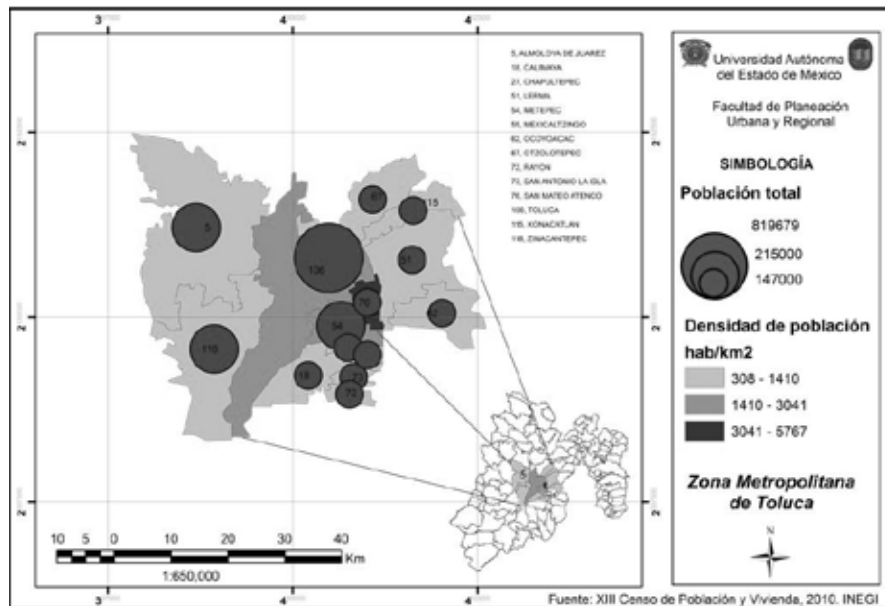 5, ALMOLOYA DE JUAREZ
18, CALIMAYA
27, CHAPULTEPEC
51, LERMA
54, METEPEC
MEXICALTZINGO
62, OCOYOACAC
67, OTZOLOTEPEC
72, RAYON
73, SAN ANTONIO LA ISLA
76, SAN MATEO ATENCO
106, TOLUCA
115, XONACATLAN
118, ZINACANTEPEC
67
115
5
106
51
76
62
54
118
18
73
72
5
10 5 0 10 20 30 40
Km
1:650,000
Universidad Autónoma
del Estado de México
Facultad de Planeación
Urbana y Regional
SIMBOLOGÍA
Población total
819679
215000
147000
Densidad de población
hab/km2
308 - 1410
1410 - 3041
3041 - 5767
Zona Metropolitana
de Toluca
N
Fuente: XIII Censo de Población y Vivienda, 2010. INEGI